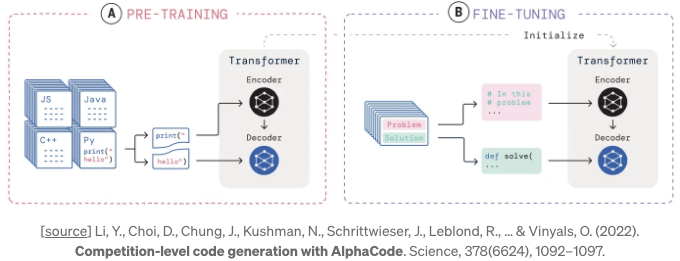 A PRE-TRAINING
JS
Java
C++
Py
print("
hello")
print("
hello")
Transformer
Encoder
Decoder
B FINE-TUNING
Initialize
Problem
Solution
# In this
# problem
...
def solve(
...
Transformer
Encoder
Decoder
[source] Li, Y., Choi, D., Chung, J., Kushman, N., Schrittwieser, J., Leblond, R., ... & Vinyals, O. (2022).
Competition-level code generation with AlphaCode. Science, 378(6624), 1092–1097.